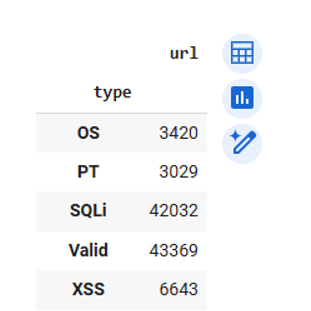 url
type
OS 3420
PT 3029
SQLi 42032
Valid 43369
XSS 6643